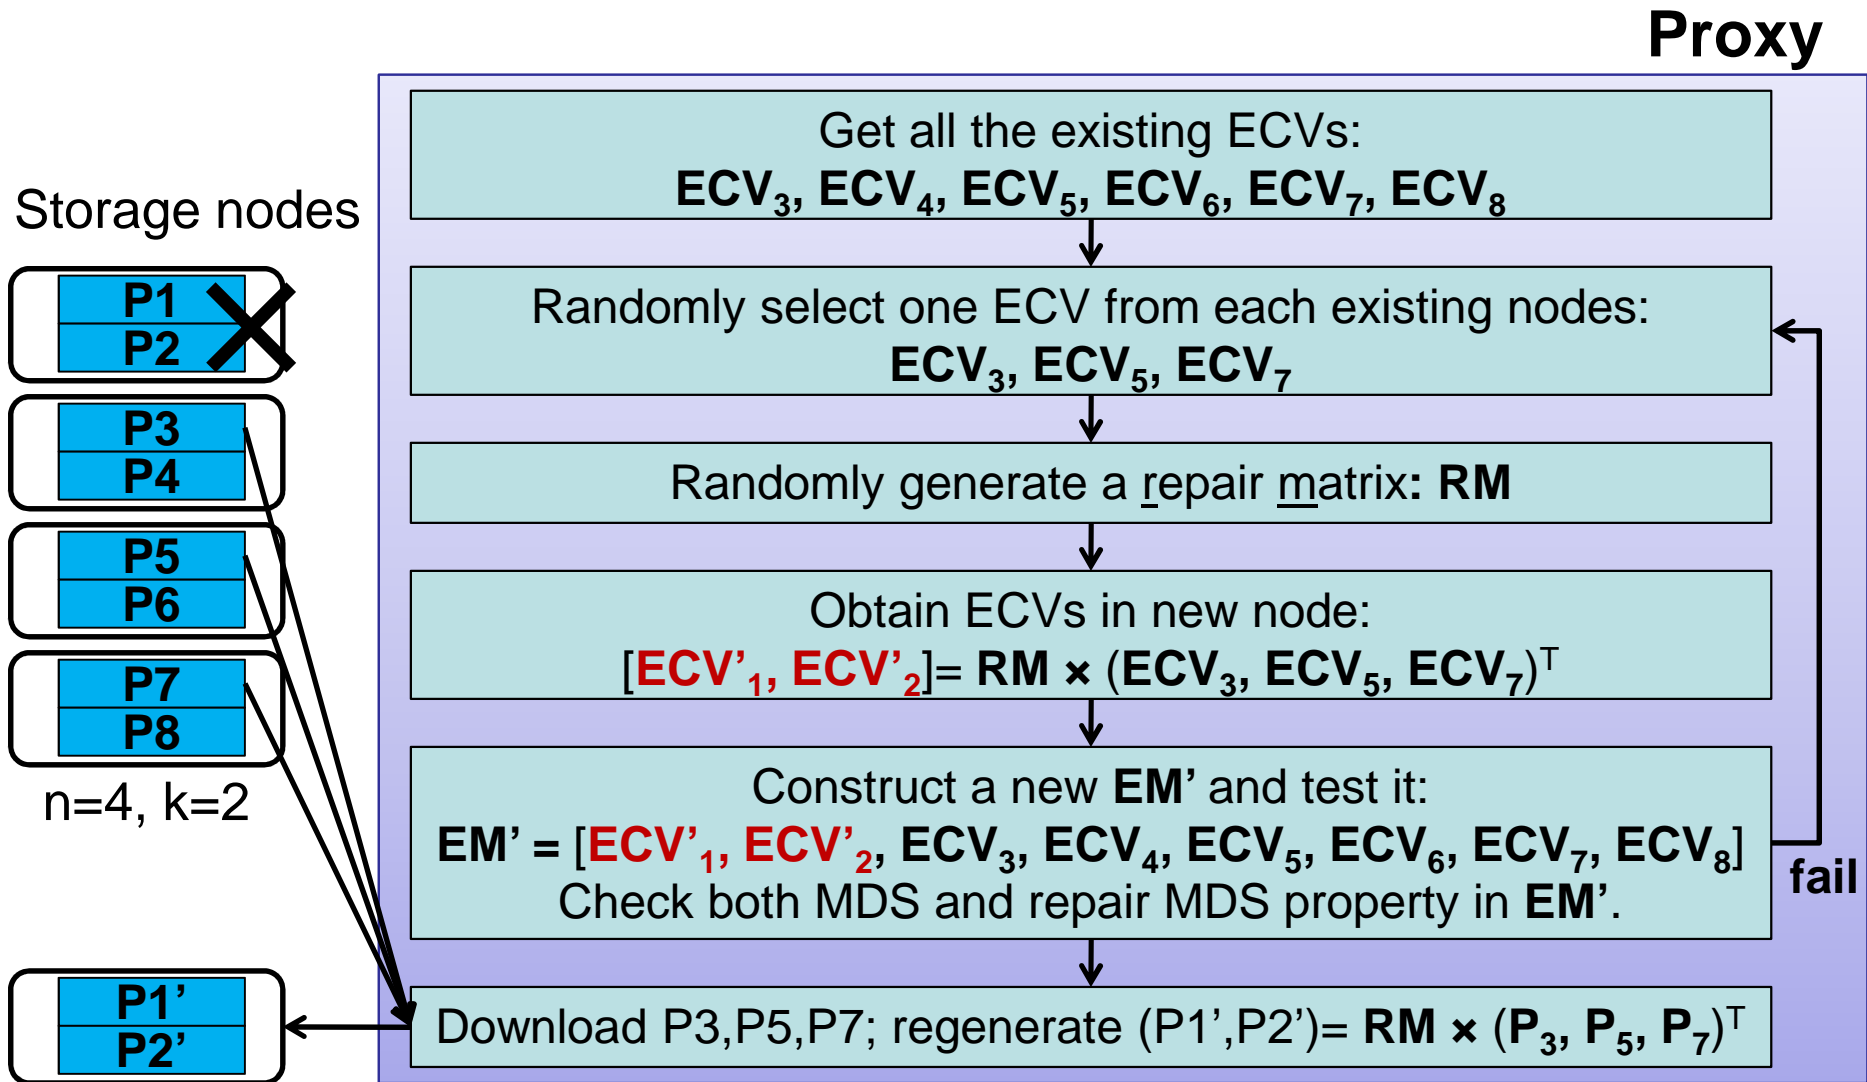 Proxy
Get all the existing ECVs:
ECV₃, ECV₄, ECV₅, ECV₆, ECV₇, ECV₈
Storage nodes
P1
P2
P3
P4
P5
P6
P7
P8
n=4, k=2
Randomly select one ECV from each existing nodes:
ECV₃, ECV₅, ECV₇
Randomly generate a repair matrix: RM
Obtain ECVs in new node:
[ECV’₁, ECV’₂]= RM × (ECV₃, ECV₅, ECV₇)ᵀ
Construct a new EM’ and test it:
EM’ = [ECV’₁, ECV’₂, ECV₃, ECV₄, ECV₅, ECV₆, ECV₇, ECV₈]
Check both MDS and repair MDS property in EM’.
fail
P1’
P2’
Download P3,P5,P7; regenerate (P1’,P2’)= RM × (P₃, P₅, P₇)ᵀ